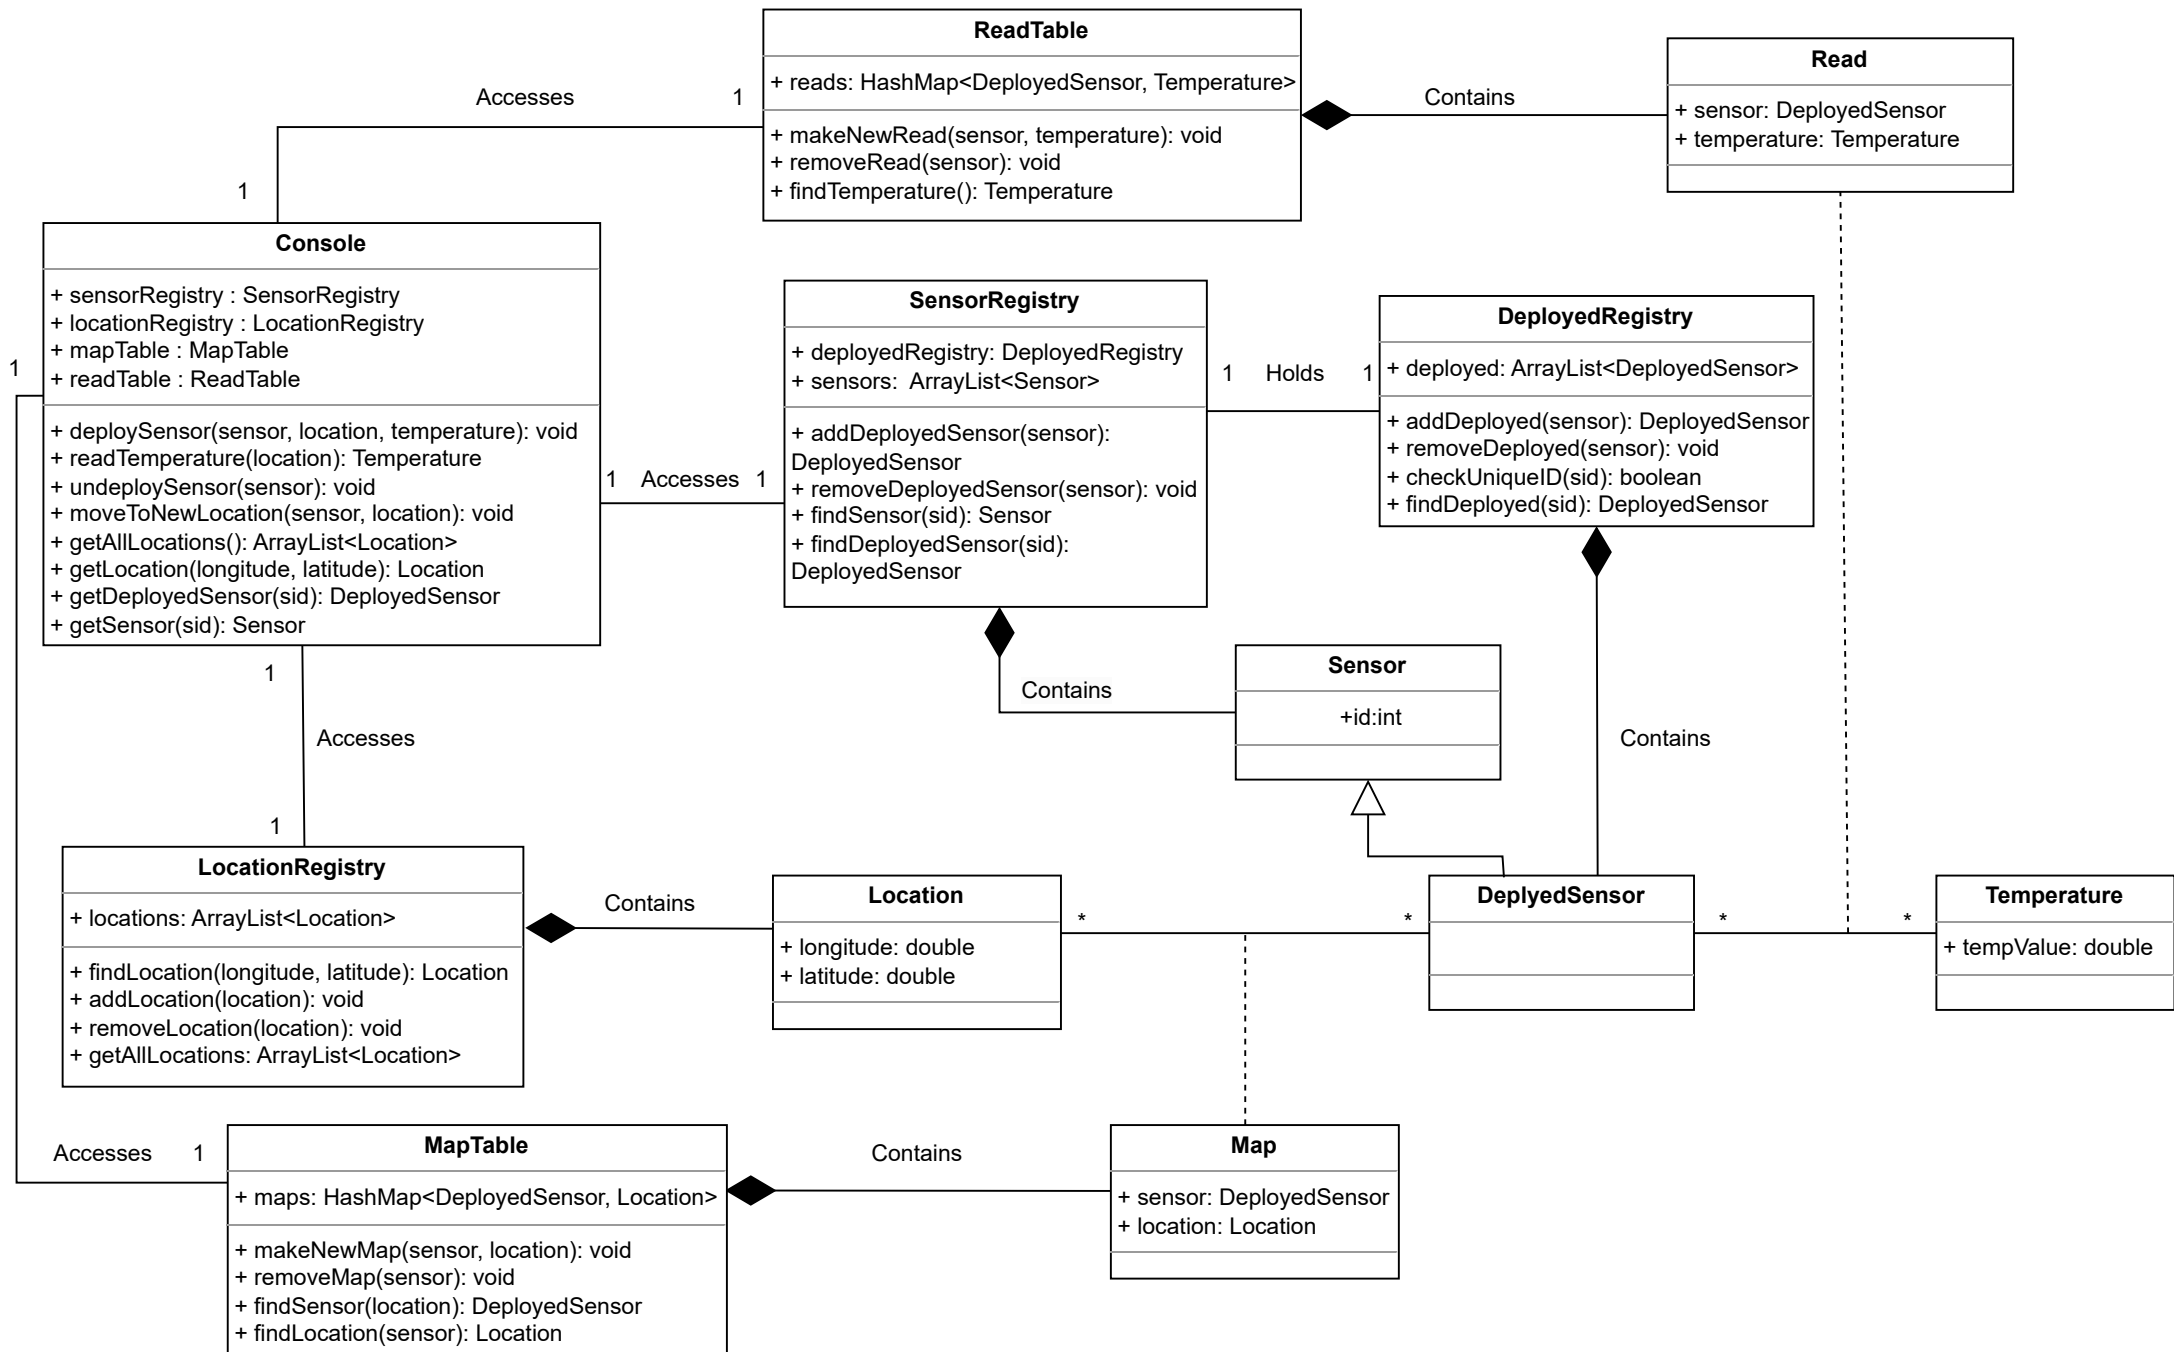 ReadTable
+ reads: HashMap<DeployedSensor, Temperature>
+ makeNewRead(sensor, temperature): void
+ removeRead(sensor): void
+ findTemperature(): Temperature
Contains
Read
+ sensor: DeployedSensor
+ temperature: Temperature
Accesses
1
1
Console
+ sensorRegistry : SensorRegistry
+ locationRegistry : LocationRegistry
+ mapTable : MapTable
+ readTable : ReadTable
+ deploySensor(sensor, location, temperature): void
+ readTemperature(location): Temperature
+ undeploySensor(sensor): void
+ moveToNewLocation(sensor, location): void
+ getAllLocations(): ArrayList<Location>
+ getLocation(longitude, latitude): Location
+ getDeployedSensor(sid): DeployedSensor
+ getSensor(sid): Sensor
1
1 Accesses 1
SensorRegistry
+ deployedRegistry: DeployedRegistry
+ sensors:  ArrayList<Sensor>
+ addDeployedSensor(sensor):
DeployedSensor
+ removeDeployedSensor(sensor): void
+ findSensor(sid): Sensor
+ findDeployedSensor(sid):
DeployedSensor
1 Holds 1
DeployedRegistry
+ deployed: ArrayList<DeployedSensor>
+ addDeployed(sensor): DeployedSensor
+ removeDeployed(sensor): void
+ checkUniqueID(sid): boolean
+ findDeployed(sid): DeployedSensor
Contains
Sensor
+id:int
Contains
1
Accesses
1
LocationRegistry
+ locations: ArrayList<Location>
+ findLocation(longitude, latitude): Location
+ addLocation(location): void
+ removeLocation(location): void
+ getAllLocations: ArrayList<Location>
Contains
Location
+ longitude: double
+ latitude: double
* *
DeplyedSensor
* *
Temperature
+ tempValue: double
Accesses 1
MapTable
+ maps: HashMap<DeployedSensor, Location>
+ makeNewMap(sensor, location): void
+ removeMap(sensor): void
+ findSensor(location): DeployedSensor
+ findLocation(sensor): Location
Contains
Map
+ sensor: DeployedSensor
+ location: Location